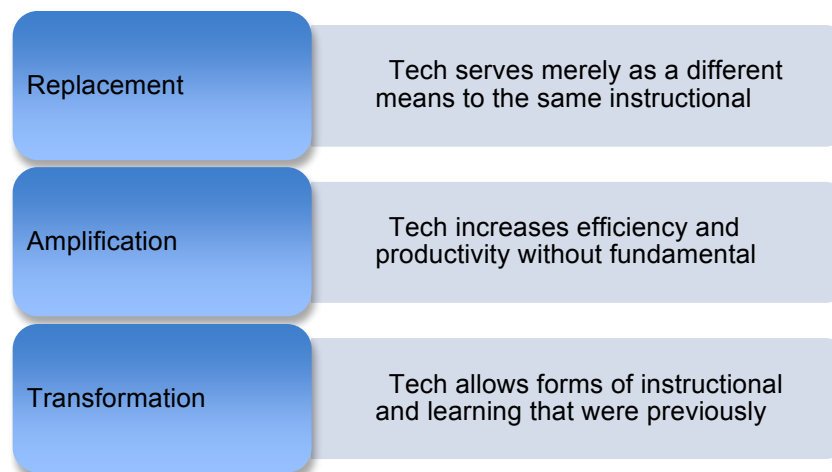 Replacement
Tech serves merely as a different
means to the same instructional
Amplification
Tech increases efficiency and
productivity without fundamental
Transformation
Tech allows forms of instructional
and learning that were previously